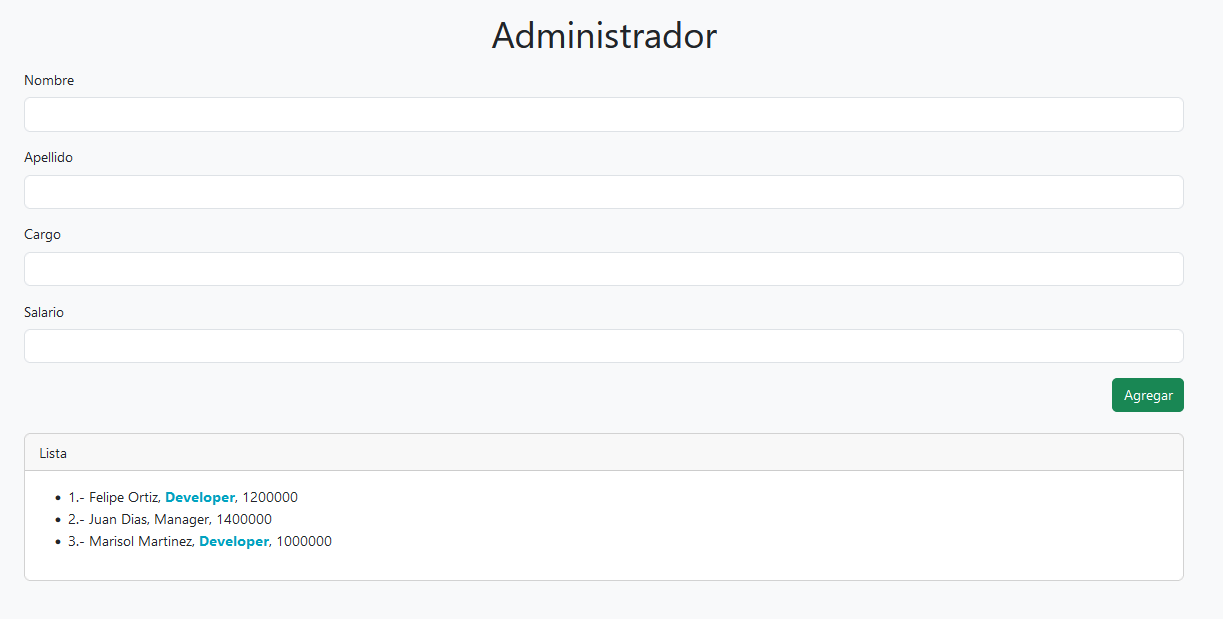 Administrador
Nombre
Apellido
Cargo
Salario
Agregar
Lista
1.- Felipe Ortiz, Developer, 1200000
2.- Juan Dias, Manager, 1400000
3.- Marisol Martinez, Developer, 1000000